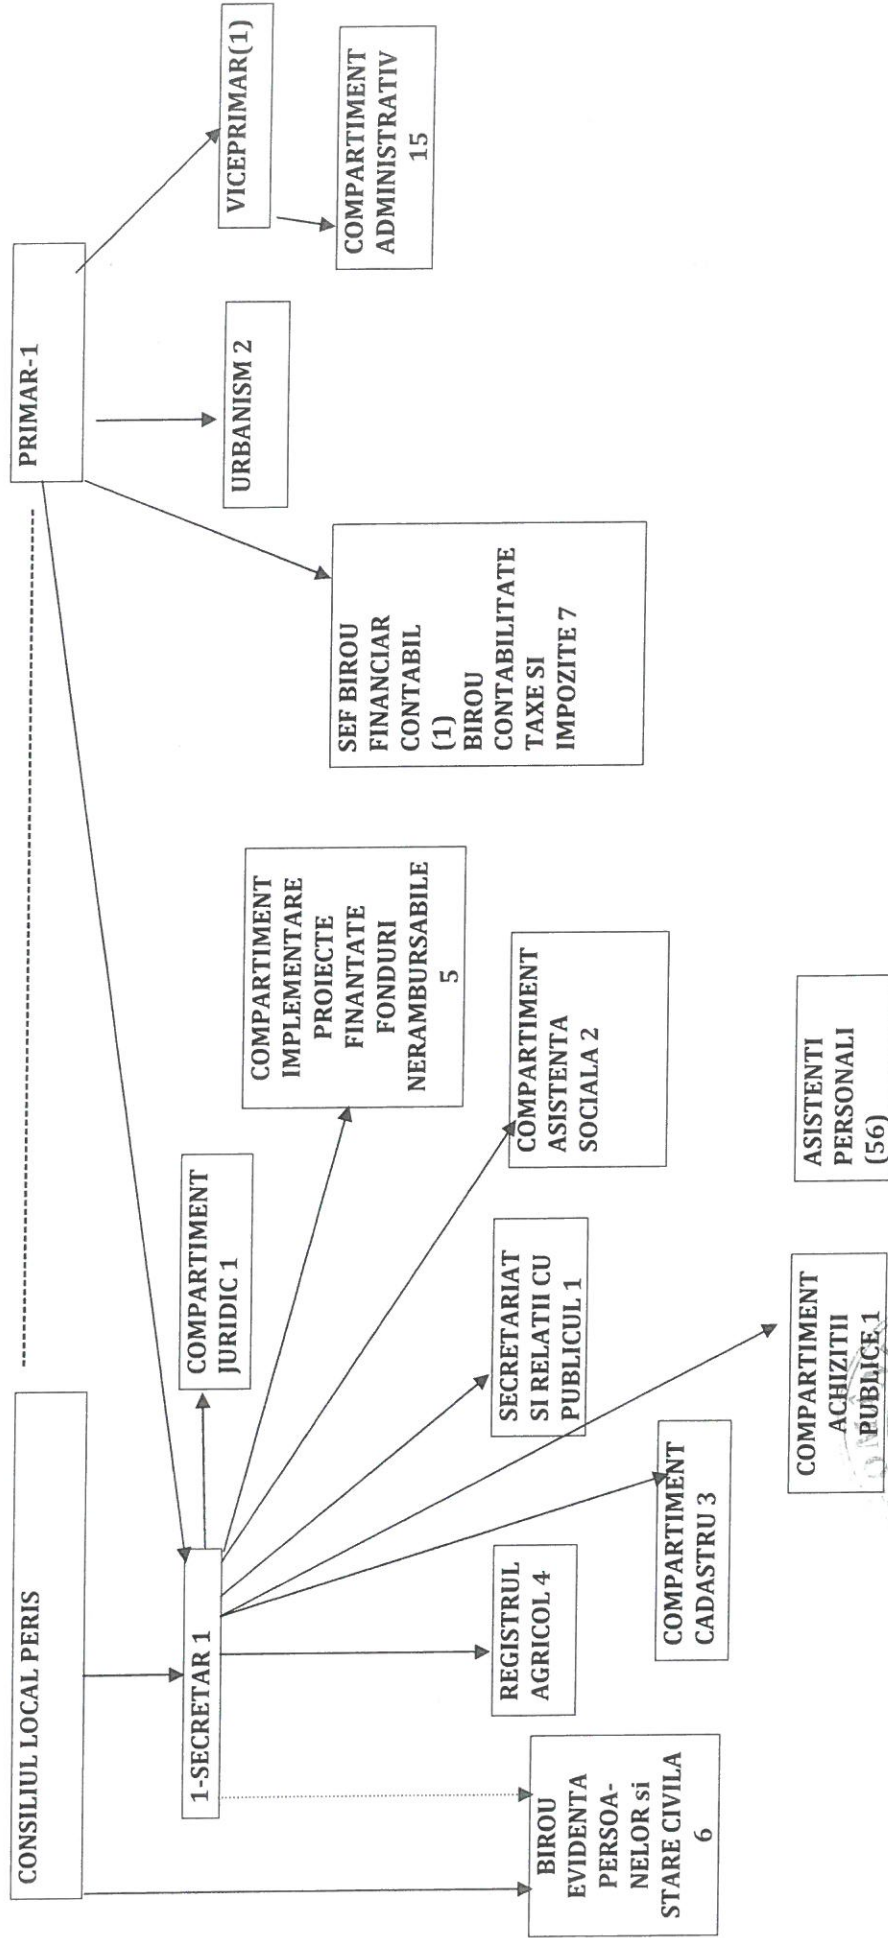 CONSILIUL LOCAL PERIS
PRIMAR-1
1-SECRETAR 1
COMPARTIMENT
JURIDIC 1
URBANISM 2
VICEPRIMAR(1)
COMPARTIMENT
IMPLEMENTARE
PROIECTE
FINANTATE
FONDURI
NERAMBURSABILE
5
SEF BIROU
FINANCIAR
CONTABIL
(1)
BIROU
CONTABILITATE
TAXE SI
IMPOZITE 7
COMPARTIMENT
ADMINISTRATIV
15
BIROU
EVIDENTA
PERSOA-
NELOR si
STARE CIVILA
6
REGISTRUL
AGRICOL 4
SECRETARIAT
SI RELATII CU
PUBLICUL 1
COMPARTIMENT
ASISTENTA
SOCIALA 2
COMPARTIMENT
CADASTRU 3
COMPARTIMENT
ACHIZITII
PUBLICE 1
ASISTENTI
PERSONALI
(56)